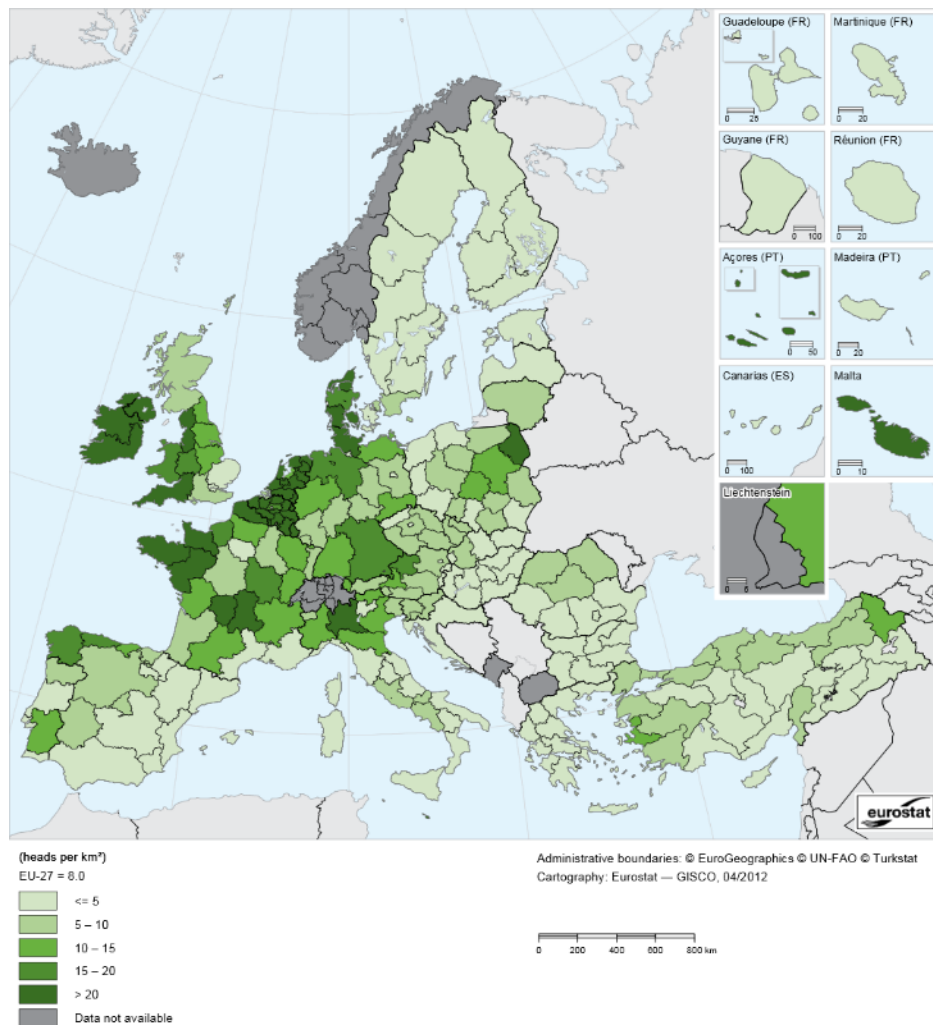 Guadeloupe (FR)
0 25
Martinique (FR)
0 20
Guyane (FR)
0 100
Réunion (FR)
0 20
Açores (PT)
0 50
Madeira (PT)
0 20
Canarias (ES)
0 100
Malta
0 10
Liechtenstein
eurostat
(heads per km²)
EU-27 = 8.0
<= 5
5 – 10
10 – 15
15 – 20
> 20
Data not available
Administrative boundaries: © EuroGeographics © UN-FAO © Turkstat
Cartography: Eurostat — GISCO, 04/2012
0 200 400 600 800 km